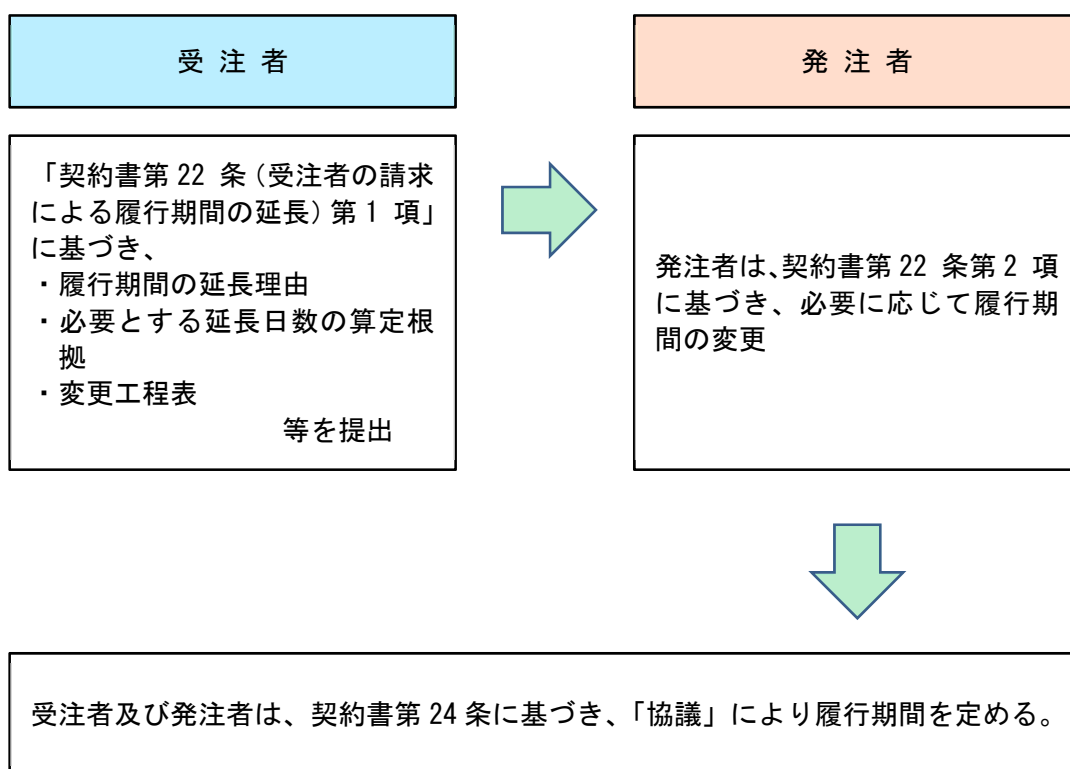 受 注 者
発 注 者
「契約書第 22 条（受注者の請求
による履行期間の延長）第 1 項」
に基づき、
・履行期間の延長理由
・必要とする延長日数の算定根
拠
・変更工程表
等を提出
発注者は、契約書第 22 条第 2 項
に基づき、必要に応じて履行期
間の変更
受注者及び発注者は、契約書第 24 条に基づき、「協議」により履行期間を定める。